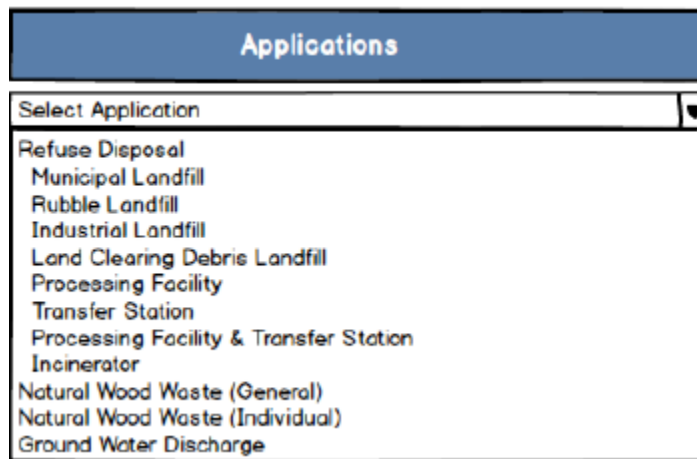 Applications
Select Application
Refuse Disposal
Municipal Landfill
Rubble Landfill
Industrial Landfill
Land Clearing Debris Landfill
Processing Facility
Transfer Station
Processing Facility & Transfer Station
Incinerator
Natural Wood Waste (General)
Natural Wood Waste (Individual)
Ground Water Discharge